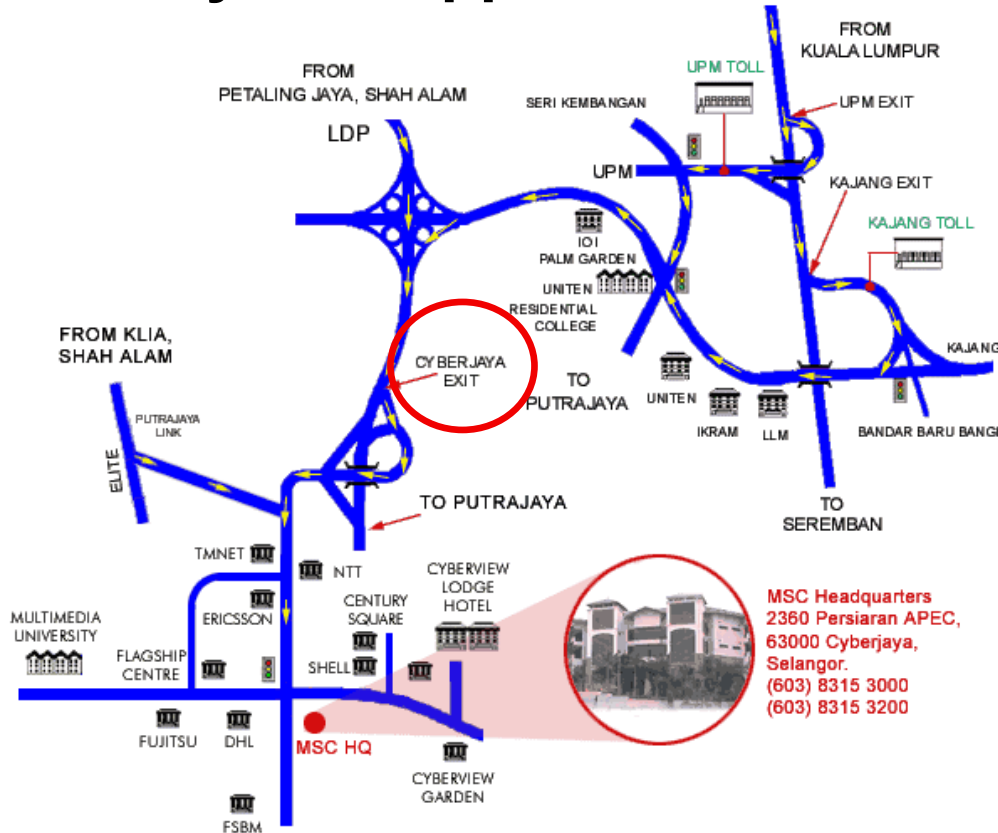 FROM
KUALA LUMPUR
UPM TOLL
UPM EXIT
FROM
PETALING JAYA, SHAH ALAM
LDP
SERI KEMBANGAN
UPM
KAJANG EXIT
KAJANG TOLL
IOI
PALM GARDEN
UNITEN
RESIDENTIAL
COLLEGE
FROM KLIA,
SHAH ALAM
CYBERJAYA
EXIT
KAJANG
TO
PUTRAJAYA
UNITEN
IKRAM
LLM
BANDAR BARU BANGI
PUTRAJAYA
LINK
ELITE
TO PUTRAJAYA
TO
SEREMBAN
TMNET
NTT
CYBERVIEW
LODGE
HOTEL
ERICSSON
CENTURY
SQUARE
MULTIMEDIA
UNIVERSITY
FLAGSHIP
CENTRE
SHELL
MSC Headquarters
2360 Persiaran APEC,
63000 Cyberjaya,
Selangor.
(603) 8315 3000
(603) 8315 3200
FUJITSU
DHL
MSC HQ
CYBERVIEW
GARDEN
FSBM